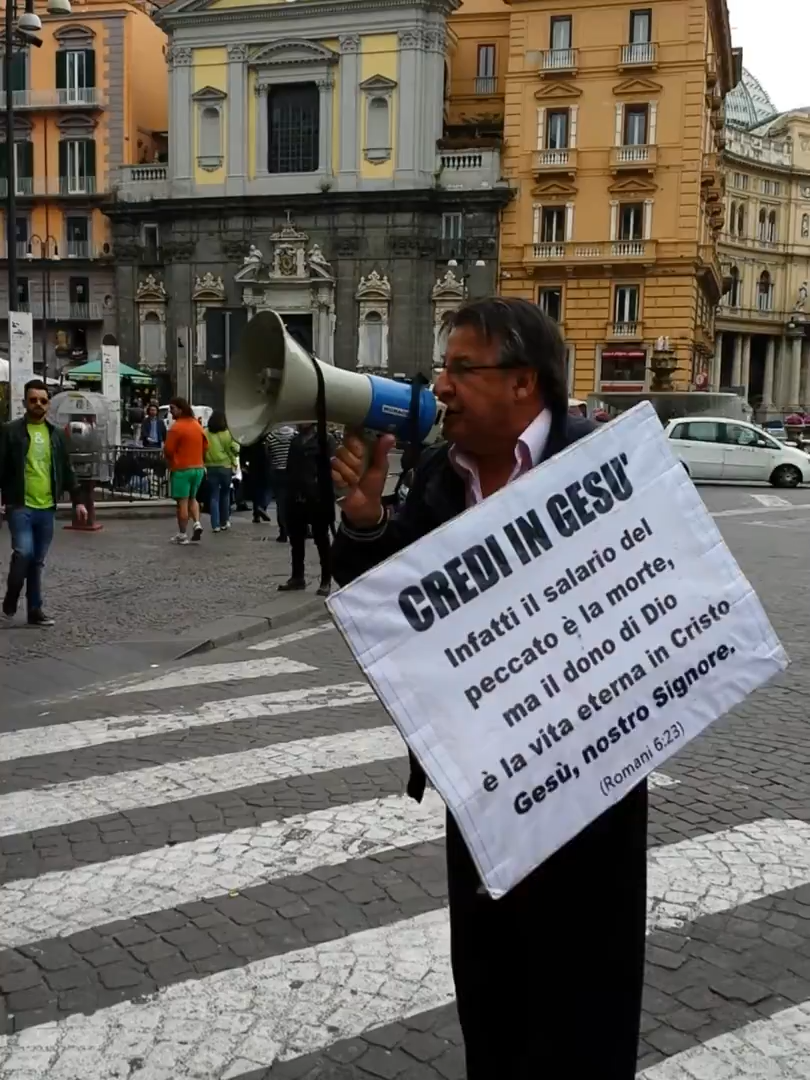 CREDI IN GESU'
Infatti il salario del
peccato è la morte,
ma il dono di Dio
è la vita eterna in Cristo
Gesù, nostro Signore.
(Romani 6:23)